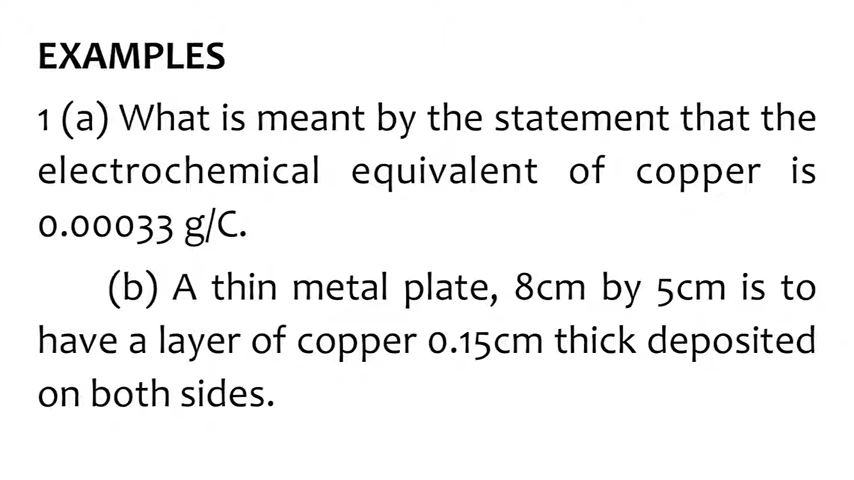 EXAMPLES
1 (a) What is meant by the statement that the
electrochemical equivalent of copper is
0.00033 g/C.
(b) A thin metal plate, 8cm by 5cm is to
have a layer of copper 0.15cm thick deposited
on both sides.